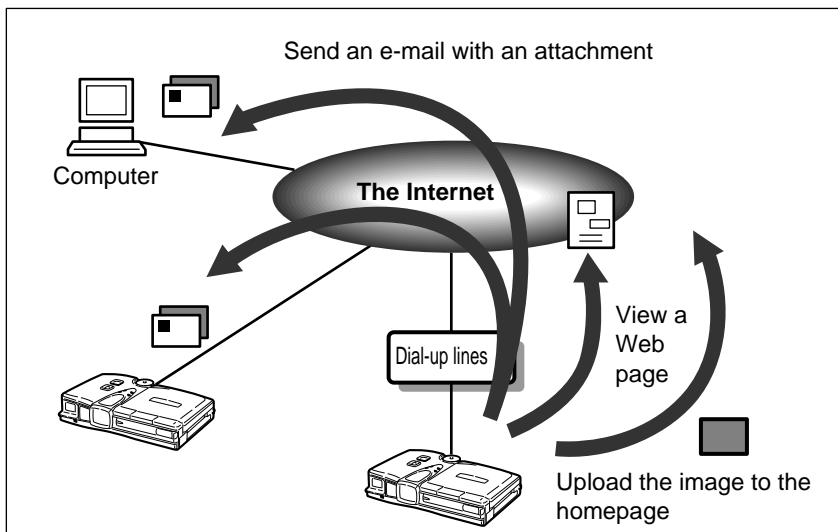 Send an e-mail with an attachment
Computer
The Internet
Dial-up lines
View a
Web
page
Upload the image to the
homepage